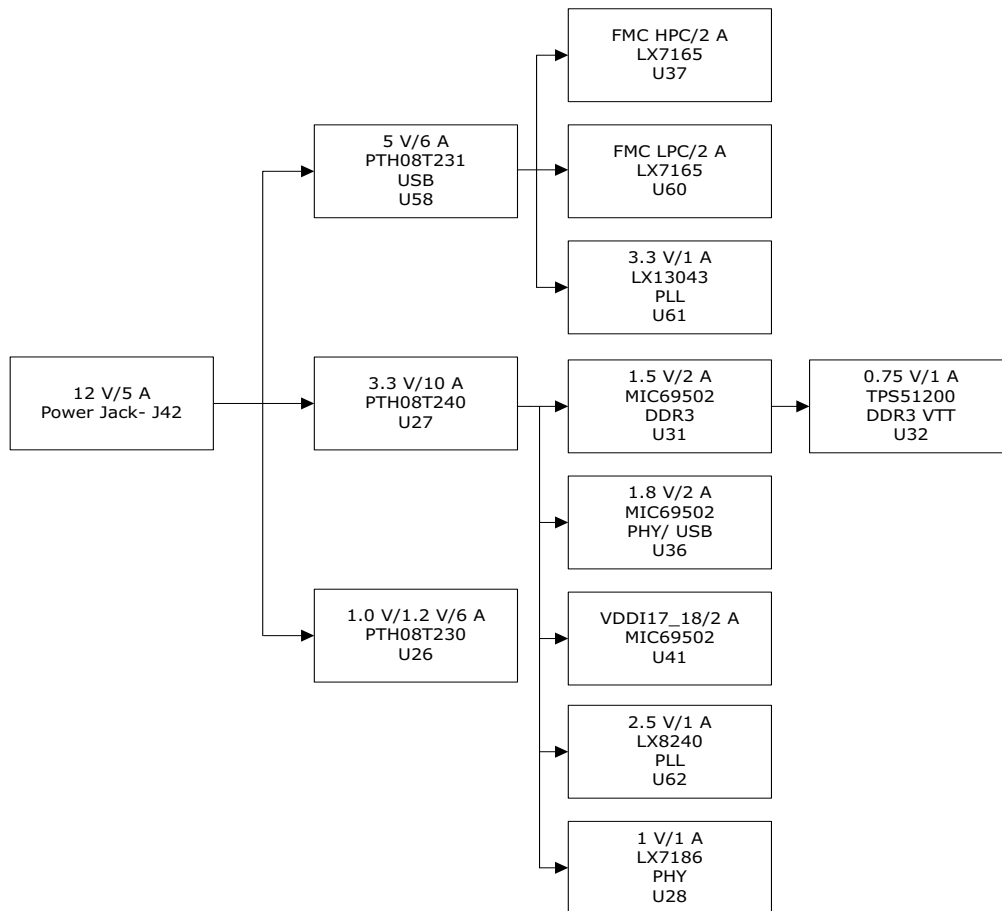 FMC HPC/2 A
LX7165
U37
5 V/6 A
PTH08T231
USB
U58
FMC LPC/2 A
LX7165
U60
3.3 V/1 A
LX13043
PLL
U61
12 V/5 A
Power Jack- J42
3.3 V/10 A
PTH08T240
U27
1.5 V/2 A
MIC69502
DDR3
U31
0.75 V/1 A
TPS51200
DDR3 VTT
U32
1.8 V/2 A
MIC69502
PHY/ USB
U36
1.0 V/1.2 V/6 A
PTH08T230
U26
VDDI17_18/2 A
MIC69502
U41
2.5 V/1 A
LX8240
PLL
U62
1 V/1 A
LX7186
PHY
U28